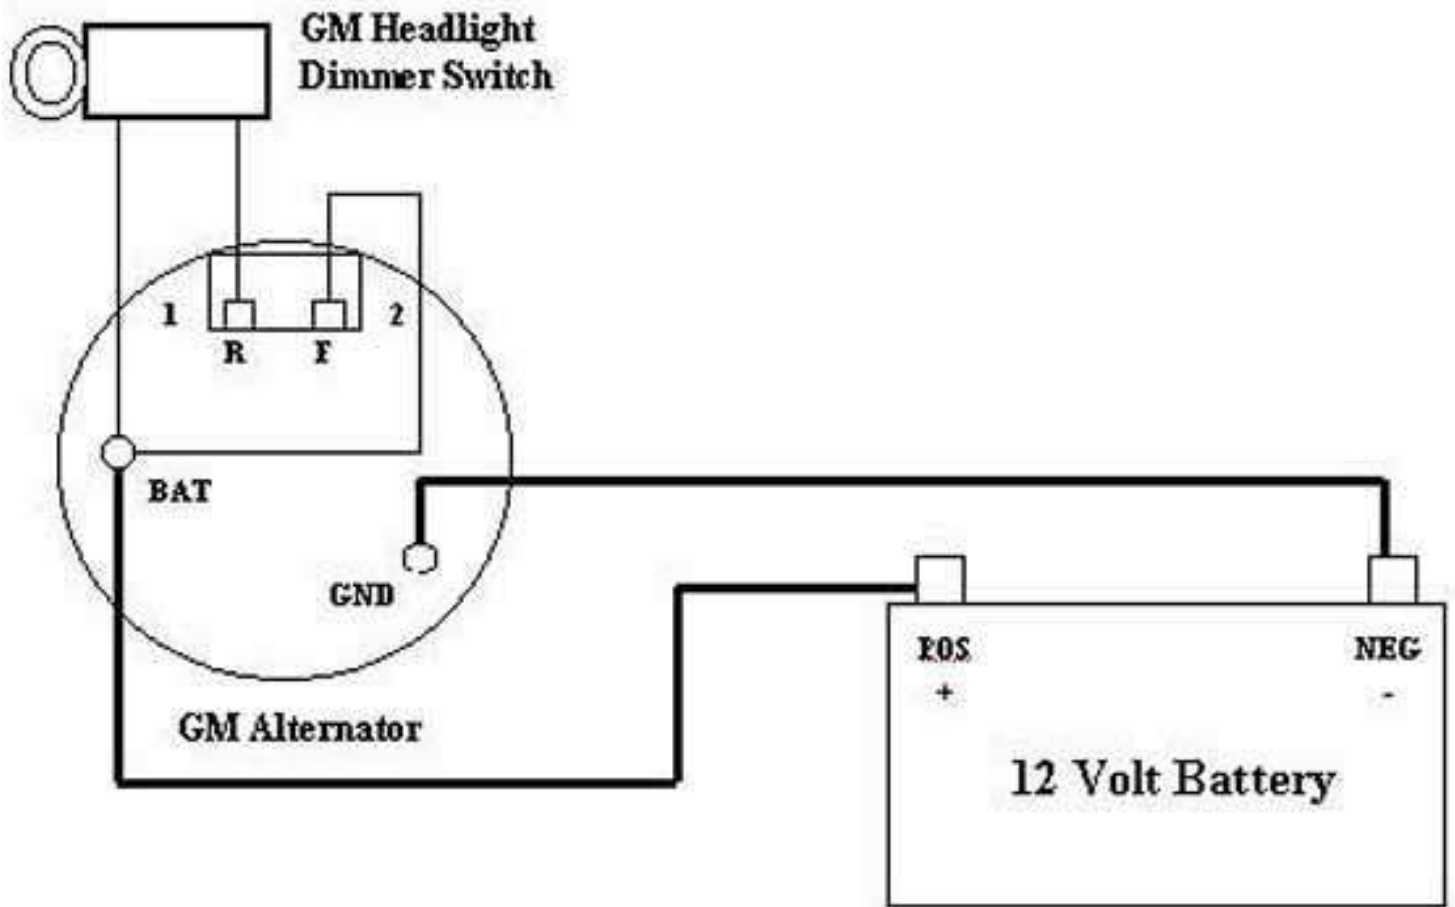 GM Headlight
Dimmer Switch
1
2
R
F
BAT
GND
POS
NEG
+
-
GM Alternator
12 Volt Battery